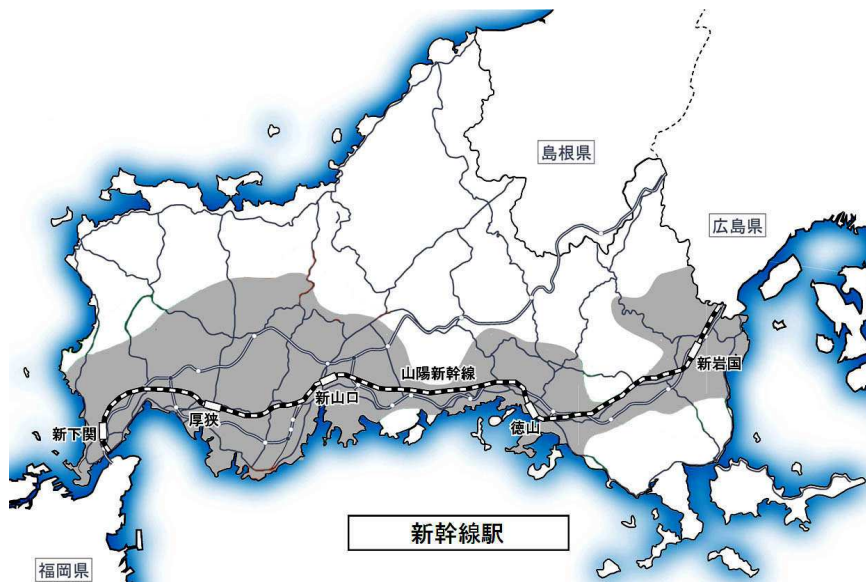 島根県
広島県
山陽新幹線
新岩国
新山口
厚狭
徳山
新下関
新幹線駅
福岡県